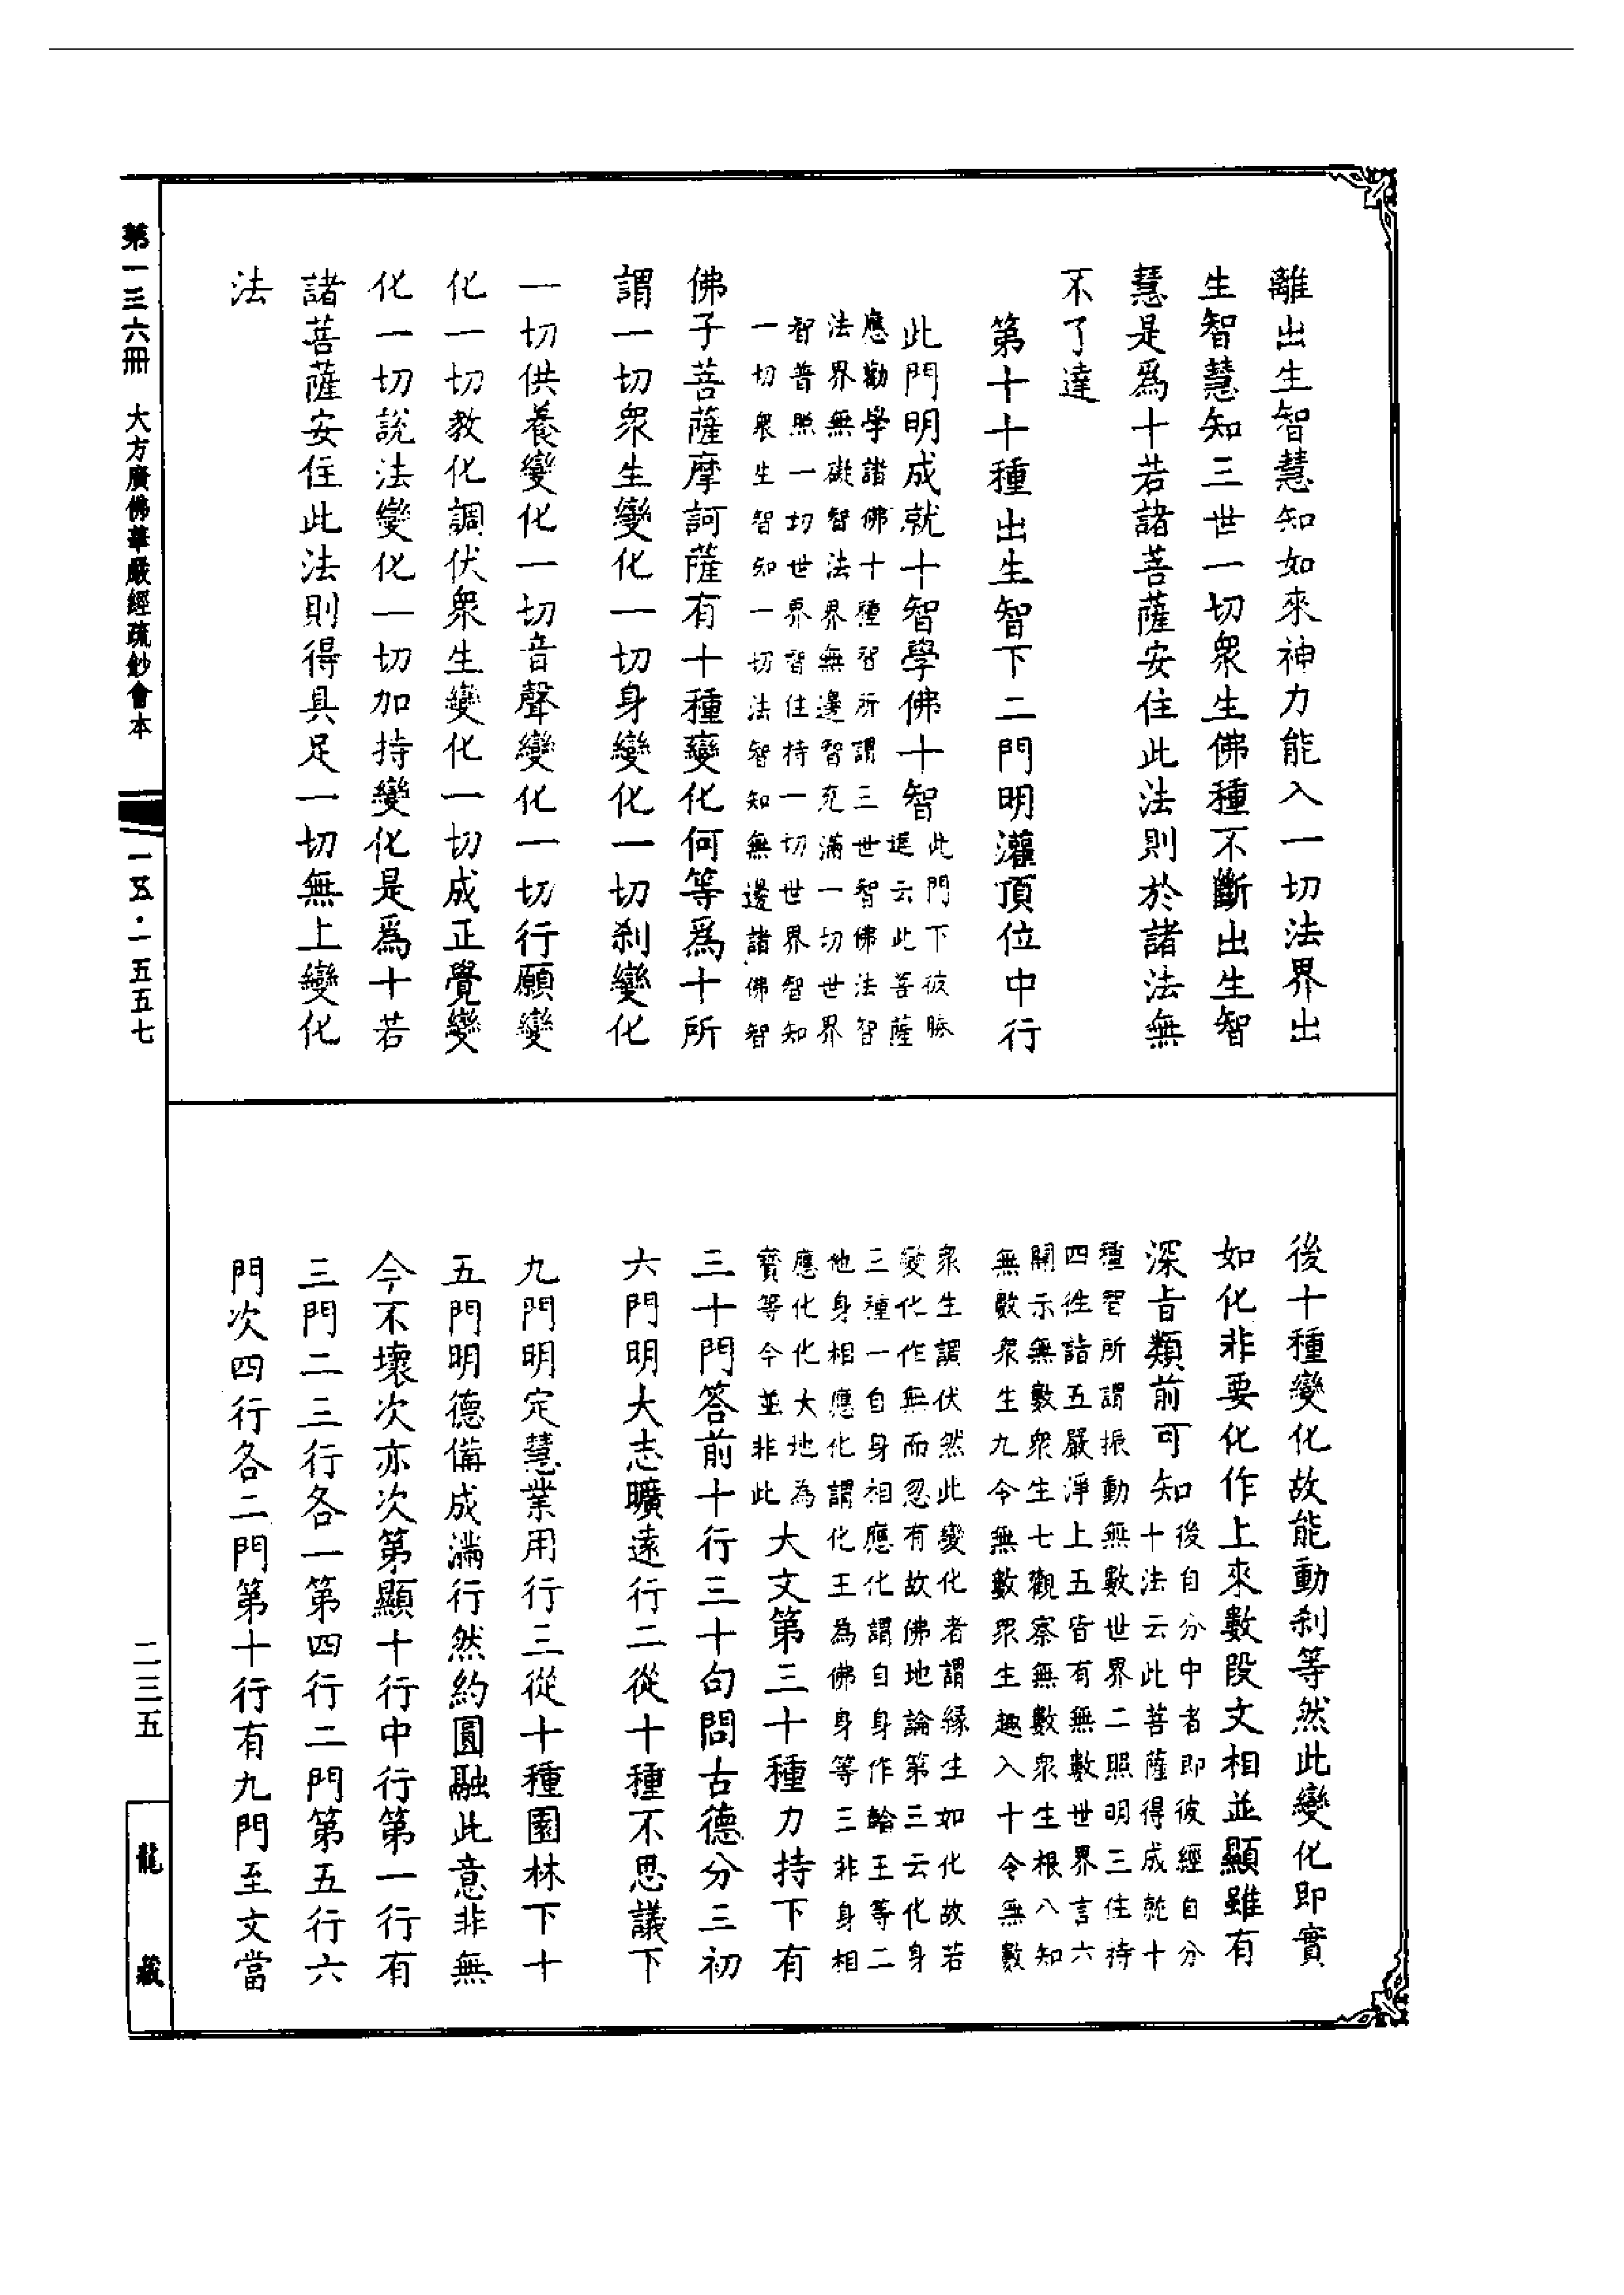 離出生智慧知如來神力能入一切法界出
生智慧知三世一切衆生佛種不斷出生智
慧是爲十若諸菩薩安住此法則於諸法無
不了達
第十十種出生智下二門明灌頂位中行
此門明成就十智學佛十智
此門下彼勝
進云此菩薩
應勸學諸佛十種智所謂三世智佛法智
法界無礙智法界無邊智充滿一切世界
智普照一切世界智住持一切世界智知
一切衆生智知一切法智知無邊諸佛智
佛子菩薩摩訶薩有十種變化何等爲十所
謂一切衆生變化一切身變化一切刹變化
一切供養變化一切音聲變化一切行願變
化一切教化調伏衆生變化一切成正覺變
化一切說法變化一切加持變化是爲十若
諸菩薩安住此法則得具足一切無上變化
法
後十種變化故能動刹等然此變化即實
如化非要化作上來數段文相並顯雖有
深旨類前可知
後自分中者即彼經自分
十法云此菩薩得成就十
種智所謂振動無數世界二照明三住持
四徃詣五嚴淨上五皆有無數世界言六
開示無數衆生七觀察無數衆生根八知
無數衆生九令無數衆生趣入十令無數
衆生調伏然此變化者謂縁生如化故若
變化作無而忽有故佛地論第三云化身
三種一自身相應化謂自身作輪王等二
他身相應化謂化王為佛身等三非身相
應化化大地為
寶等今並非此
大文第三十種力持下有
三十門答前十行三十句問古德分三初
六門明大志曠遠行二從十種不思議下
九門明定慧業用行三從十種園林下十
五門明德備成滿行然約圓融此意非無
今不壞次亦次第顯十行中行第一行有
三門二三行各一第四行二門第五行六
門次四行各二門第十行有九門至文當
第一三六冊 大方廣佛華嚴經疏鈔會本
一五·一五五七
二三五
龍藏